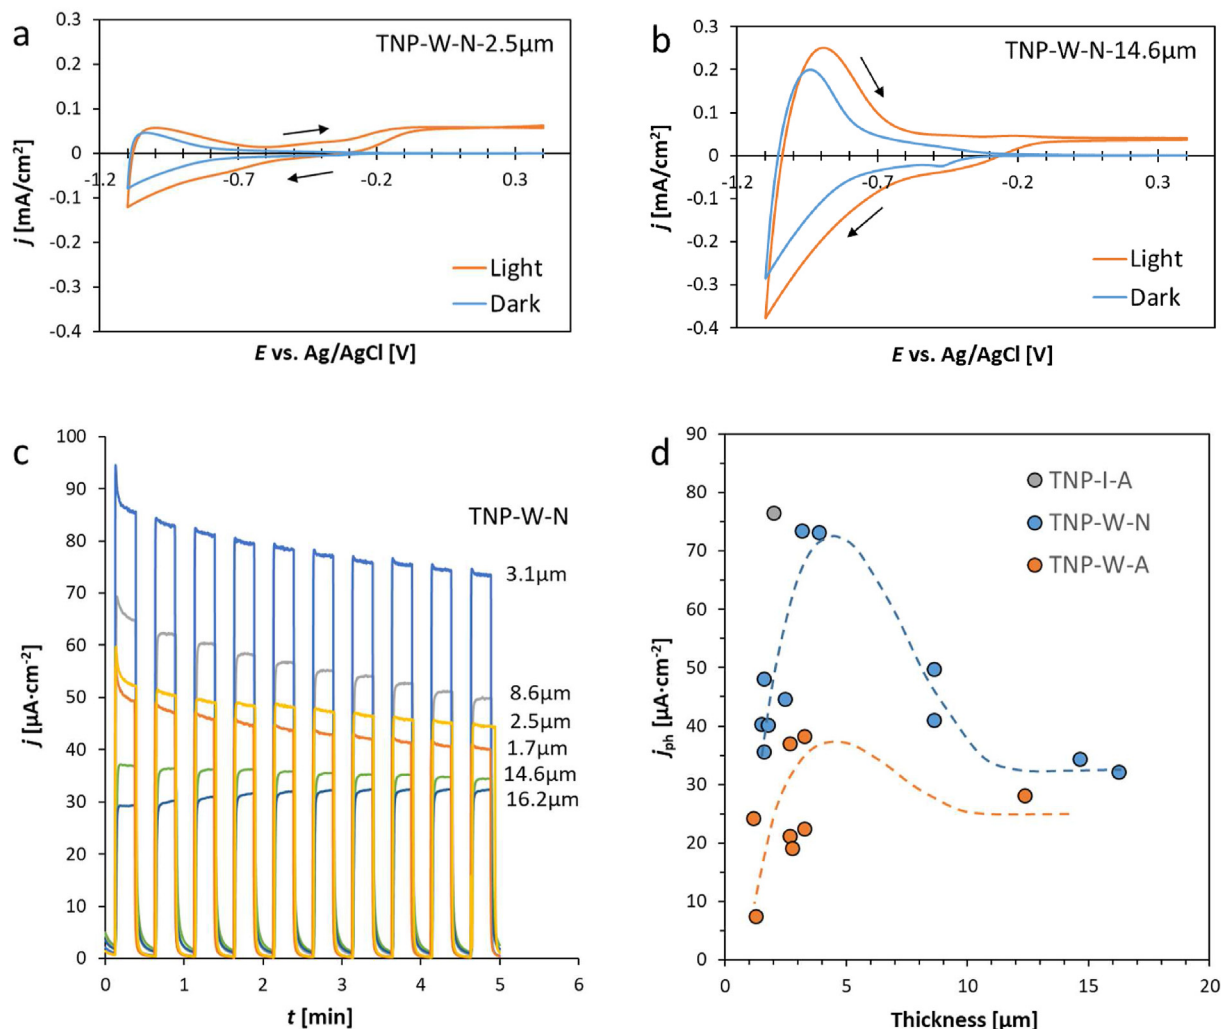 a
TNP-W-N-2.5µm
0.3
0.2
0.1
0
-0.1
-0.2
-0.3
-0.4
-1.2
-0.7
-0.2
0.3
j [mA/cm²]
Light
Dark
E vs. Ag/AgCl [V]
b
TNP-W-N-14.6µm
0.3
0.2
0.1
0
-0.1
-0.2
-0.3
-0.4
-1.2
-0.7
-0.2
0.3
j [mA/cm²]
Light
Dark
E vs. Ag/AgCl [V]
c
TNP-W-N
100
90
80
70
60
50
40
30
20
10
0
j [µA·cm⁻²]
3.1µm
8.6µm
2.5µm
1.7µm
14.6µm
16.2µm
0
1
2
3
4
5
6
t [min]
d
90
80
70
60
50
40
30
20
10
0
jph [µA·cm⁻²]
TNP-I-A
TNP-W-N
TNP-W-A
0
5
10
15
20
Thickness [µm]